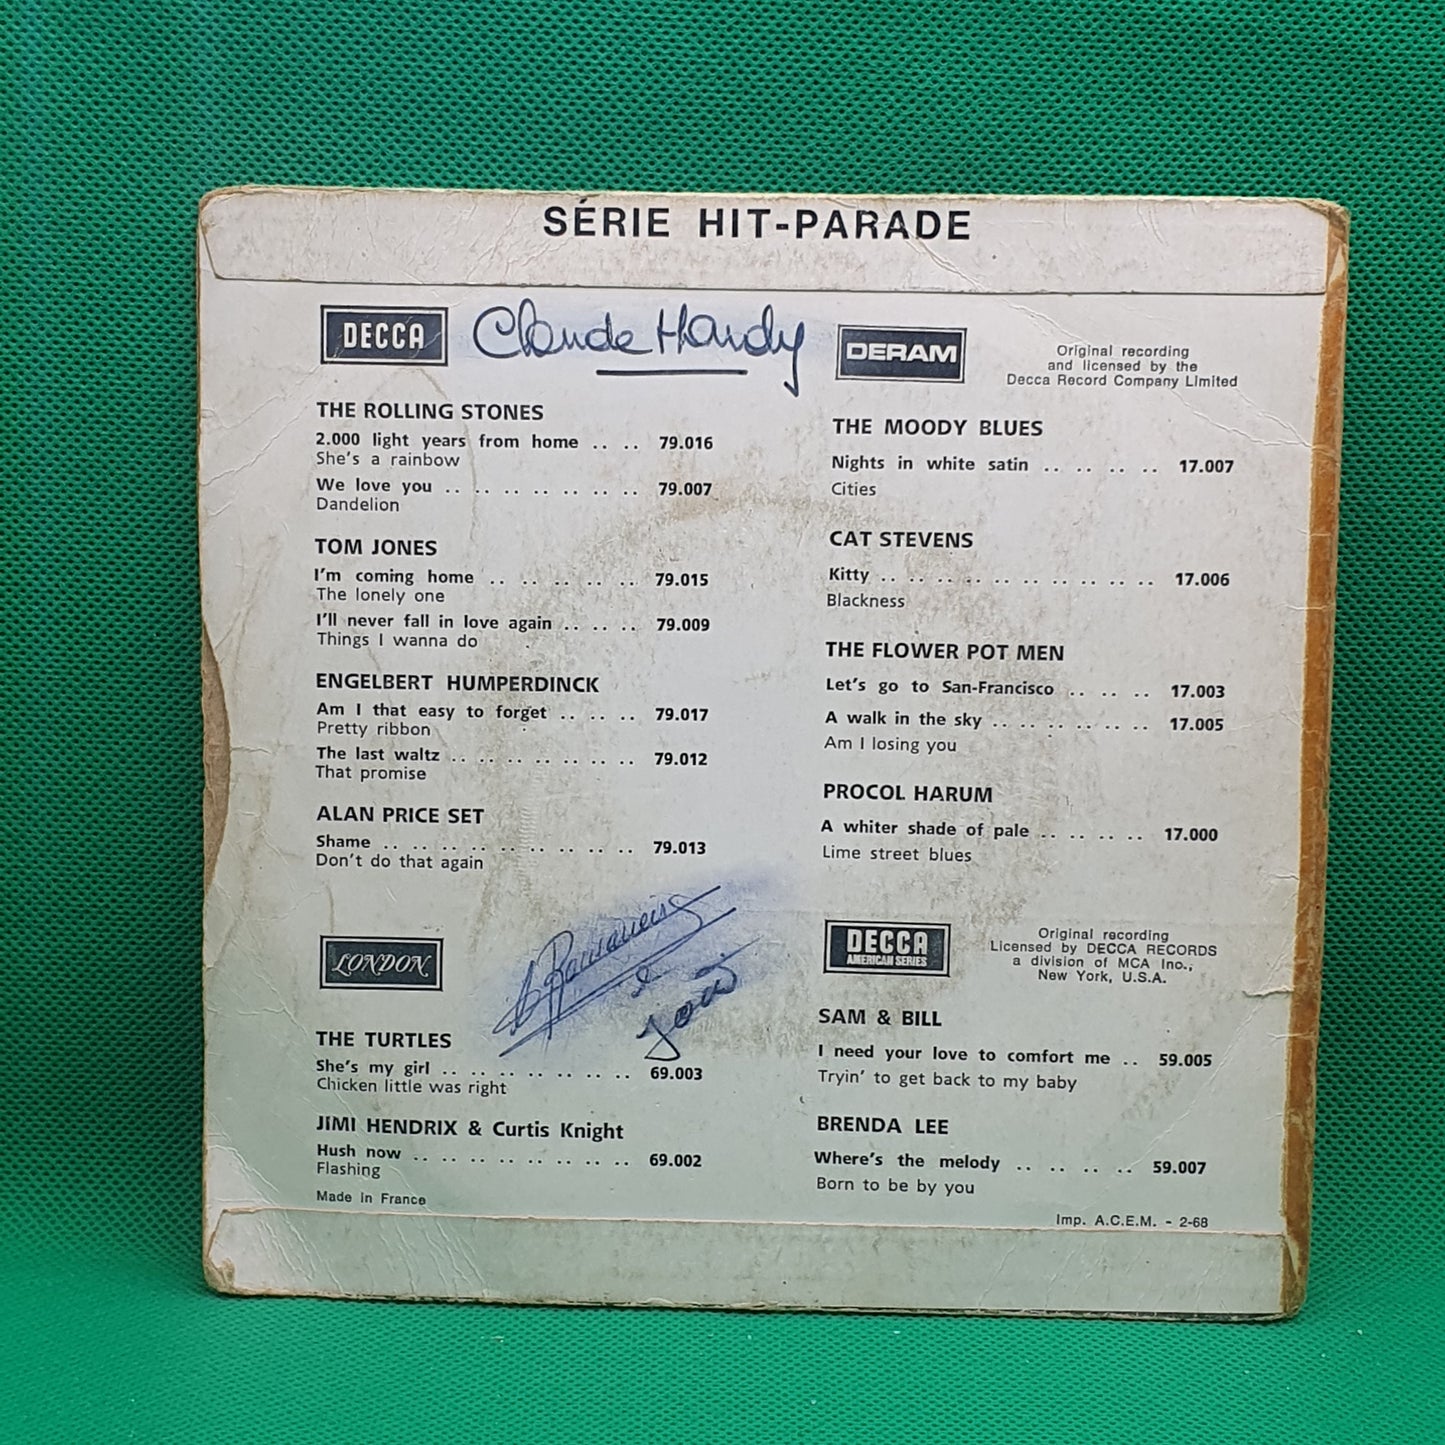 SÉRIE HIT-PARADE
DECCA
Claude Hardy
THE ROLLING STONES
2.000 light years from home .. .. 79.016
She's a rainbow
We love you .. .. .. .. .. .. .. 79.007
Dandelion
TOM JONES
I'm coming home .. .. .. .. .. 79.015
The lonely one
I'll never fall in love again .. .. .. 79.009
Things I wanna do
ENGELBERT HUMPERDINCK
Am I that easy to forget .. .. .. 79.017
Pretty ribbon
The last waltz .. .. .. .. .. .. .. 79.012
That promise
ALAN PRICE SET
Shame .. .. .. .. .. .. .. .. .. 79.013
Don't do that again
LONDON
THE TURTLES
She's my girl .. .. .. .. .. .. .. 69.003
Chicken little was right
JIMI HENDRIX & Curtis Knight
Hush now .. .. .. .. .. .. .. .. 69.002
Flashing
Made in France
DERAM
Original recording
and licensed by the
Decca Record Company Limited
THE MOODY BLUES
Nights in white satin .. .. .. .. 17.007
Cities
CAT STEVENS
Kitty .. .. .. .. .. .. .. .. .. .. 17.006
Blackness
THE FLOWER POT MEN
Let's go to San-Francisco .. .. .. 17.003
A walk in the sky .. .. .. .. .. .. 17.005
Am I losing you
PROCOL HARUM
A whiter shade of pale .. .. .. .. 17.000
Lime street blues
DECCA
AMERICAN SERIES
Original recording
Licensed by DECCA RECORDS
a division of MCA Inc.,
New York, U.S.A.
SAM & BILL
I need your love to comfort me .. 59.005
Tryin' to get back to my baby
BRENDA LEE
Where's the melody .. .. .. .. 59.007
Born to be by you
Imp. A.C.E.M. - 2-68